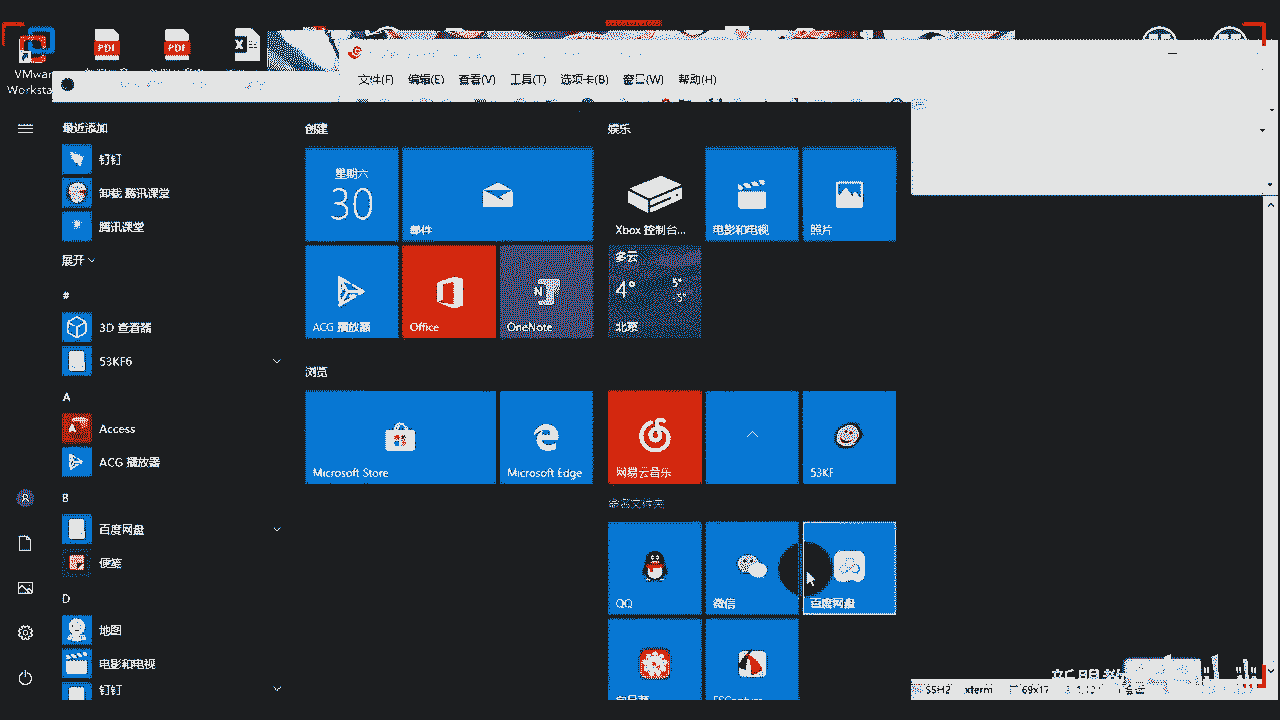 VMwar
Workst
PDF
PDF
文件(F) 编辑(E) 查看(V) 工具(T) 选项卡(B) 窗口(W) 帮助(H)
最近添加
钉钉
卸载 腾讯课堂
腾讯课堂
展开
#
3D 查看器
53KF6
A
Access
ACG 播放器
B
百度网盘
便笺
D
地图
电影和电视
钉钉
创建
星期六
30
邮件
ACG 播放器
Office
OneNote
浏览
Microsoft Store
Microsoft Edge
娱乐
Xbox 控制台...
电影和电视
照片
多云
4°
5°
-5°
北京
网易云音乐
53KF
命名文件夹
QQ
微信
百度网盘
SSH2
xterm
69x17